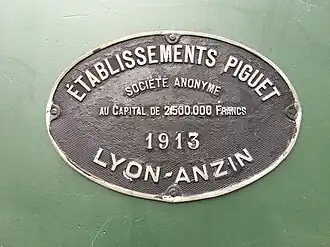 ÉTABLISSEMENTS PIGUET
SOCIÉTÉ ANONYME
AU CAPITAL DE 2.500.000 FRANCS
1913
LYON-ANZIN